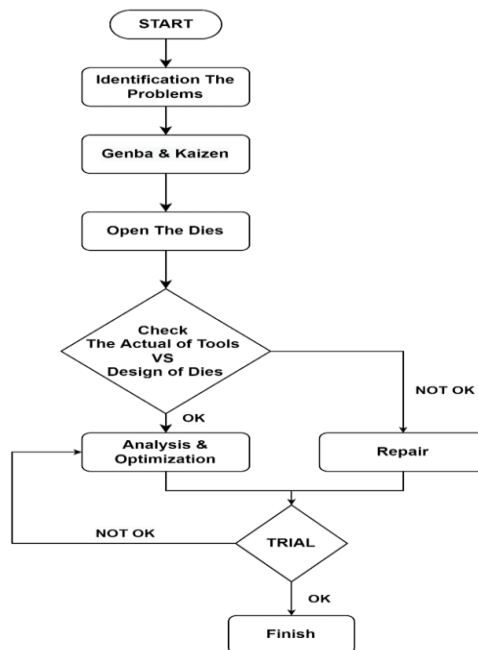 START
Identification The
Problems
Genba & Kaizen
Open The Dies
Check
The Actual of Tools
VS
Design of Dies
NOT OK
OK
Analysis &
Optimization
Repair
NOT OK
TRIAL
OK
Finish